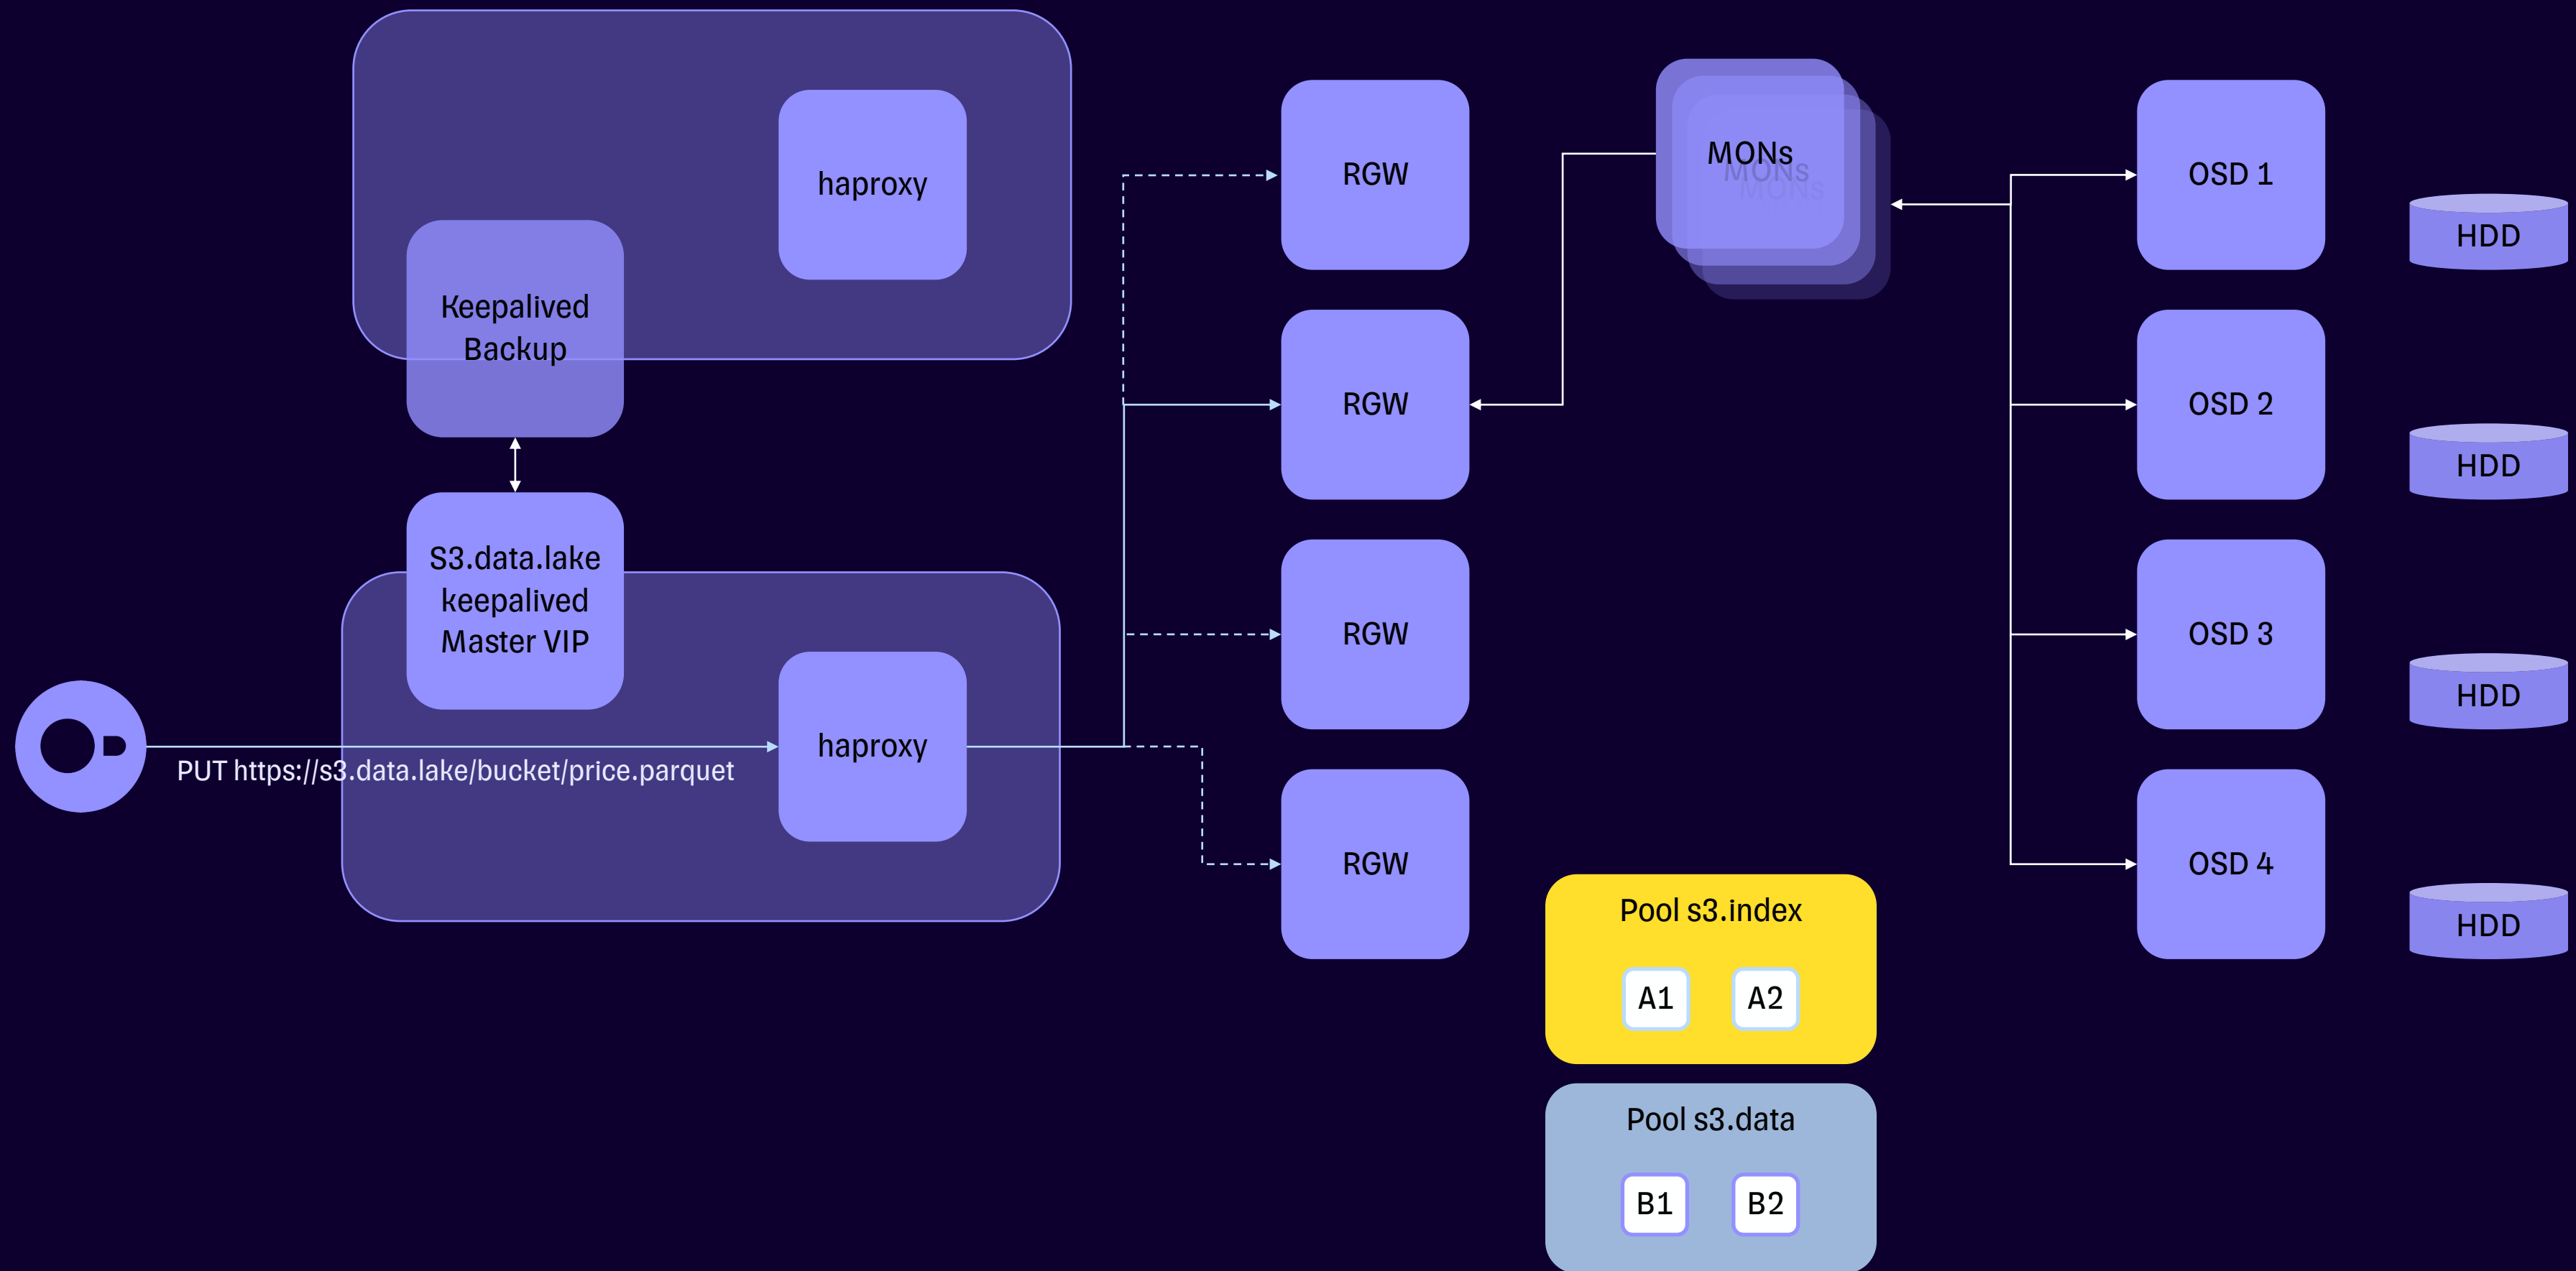 haproxy
Keepalived
Backup
S3.data.lake
keepalived
Master VIP
haproxy
PUT https://s3.data.lake/bucket/price.parquet
RGW
RGW
RGW
RGW
MONs
MONs
MONs
OSD 1
OSD 2
OSD 3
OSD 4
HDD
HDD
HDD
HDD
Pool s3.index
A1 A2
Pool s3.data
B1 B2